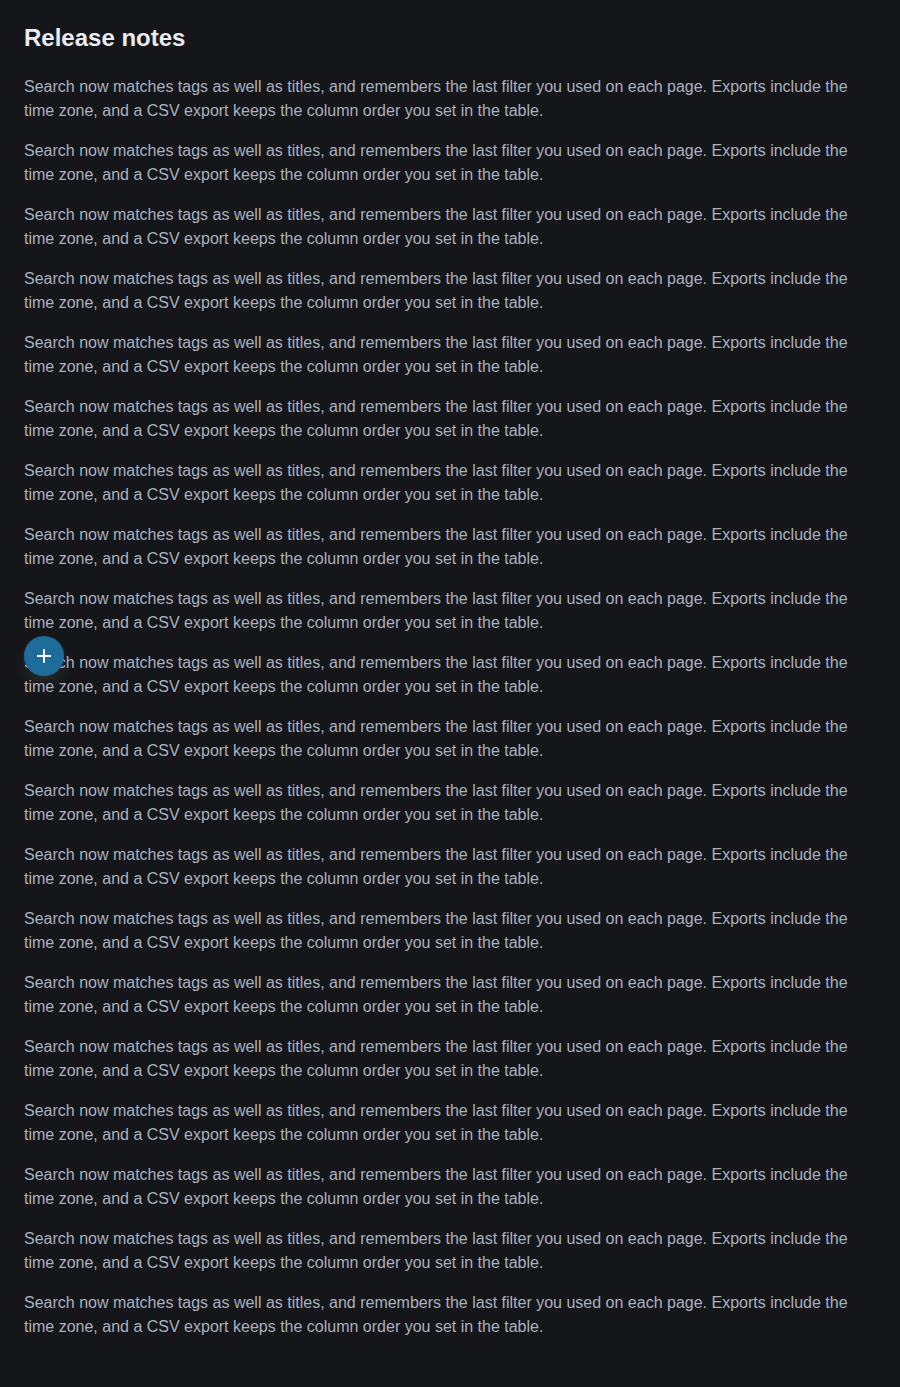 Release notes
Search now matches tags as well as titles, and remembers the last filter you used on each page. Exports include the
time zone, and a CSV export keeps the column order you set in the table.
Search now matches tags as well as titles, and remembers the last filter you used on each page. Exports include the
time zone, and a CSV export keeps the column order you set in the table.
Search now matches tags as well as titles, and remembers the last filter you used on each page. Exports include the
time zone, and a CSV export keeps the column order you set in the table.
Search now matches tags as well as titles, and remembers the last filter you used on each page. Exports include the
time zone, and a CSV export keeps the column order you set in the table.
Search now matches tags as well as titles, and remembers the last filter you used on each page. Exports include the
time zone, and a CSV export keeps the column order you set in the table.
Search now matches tags as well as titles, and remembers the last filter you used on each page. Exports include the
time zone, and a CSV export keeps the column order you set in the table.
Search now matches tags as well as titles, and remembers the last filter you used on each page. Exports include the
time zone, and a CSV export keeps the column order you set in the table.
Search now matches tags as well as titles, and remembers the last filter you used on each page. Exports include the
time zone, and a CSV export keeps the column order you set in the table.
Search now matches tags as well as titles, and remembers the last filter you used on each page. Exports include the
time zone, and a CSV export keeps the column order you set in the table.
now matches tags as well as titles, and remembers the last filter you used on each page. Exports include the
time zone, and a CSV export keeps the column order you set in the table.
Search now matches tags as well as titles, and remembers the last filter you used on each page. Exports include the
time zone, and a CSV export keeps the column order you set in the table.
Search now matches tags as well as titles, and remembers the last filter you used on each page. Exports include the
time zone, and a CSV export keeps the column order you set in the table.
Search now matches tags as well as titles, and remembers the last filter you used on each page. Exports include the
time zone, and a CSV export keeps the column order you set in the table.
Search now matches tags as well as titles, and remembers the last filter you used on each page. Exports include the
time zone, and a CSV export keeps the column order you set in the table.
Search now matches tags as well as titles, and remembers the last filter you used on each page. Exports include the
time zone, and a CSV export keeps the column order you set in the table.
Search now matches tags as well as titles, and remembers the last filter you used on each page. Exports include the
time zone, and a CSV export keeps the column order you set in the table.
Search now matches tags as well as titles, and remembers the last filter you used on each page. Exports include the
time zone, and a CSV export keeps the column order you set in the table.
Search now matches tags as well as titles, and remembers the last filter you used on each page. Exports include the
time zone, and a CSV export keeps the column order you set in the table.
Search now matches tags as well as titles, and remembers the last filter you used on each page. Exports include the
time zone, and a CSV export keeps the column order you set in the table.
Search now matches tags as well as titles, and remembers the last filter you used on each page. Exports include the
time zone, and a CSV export keeps the column order you set in the table.